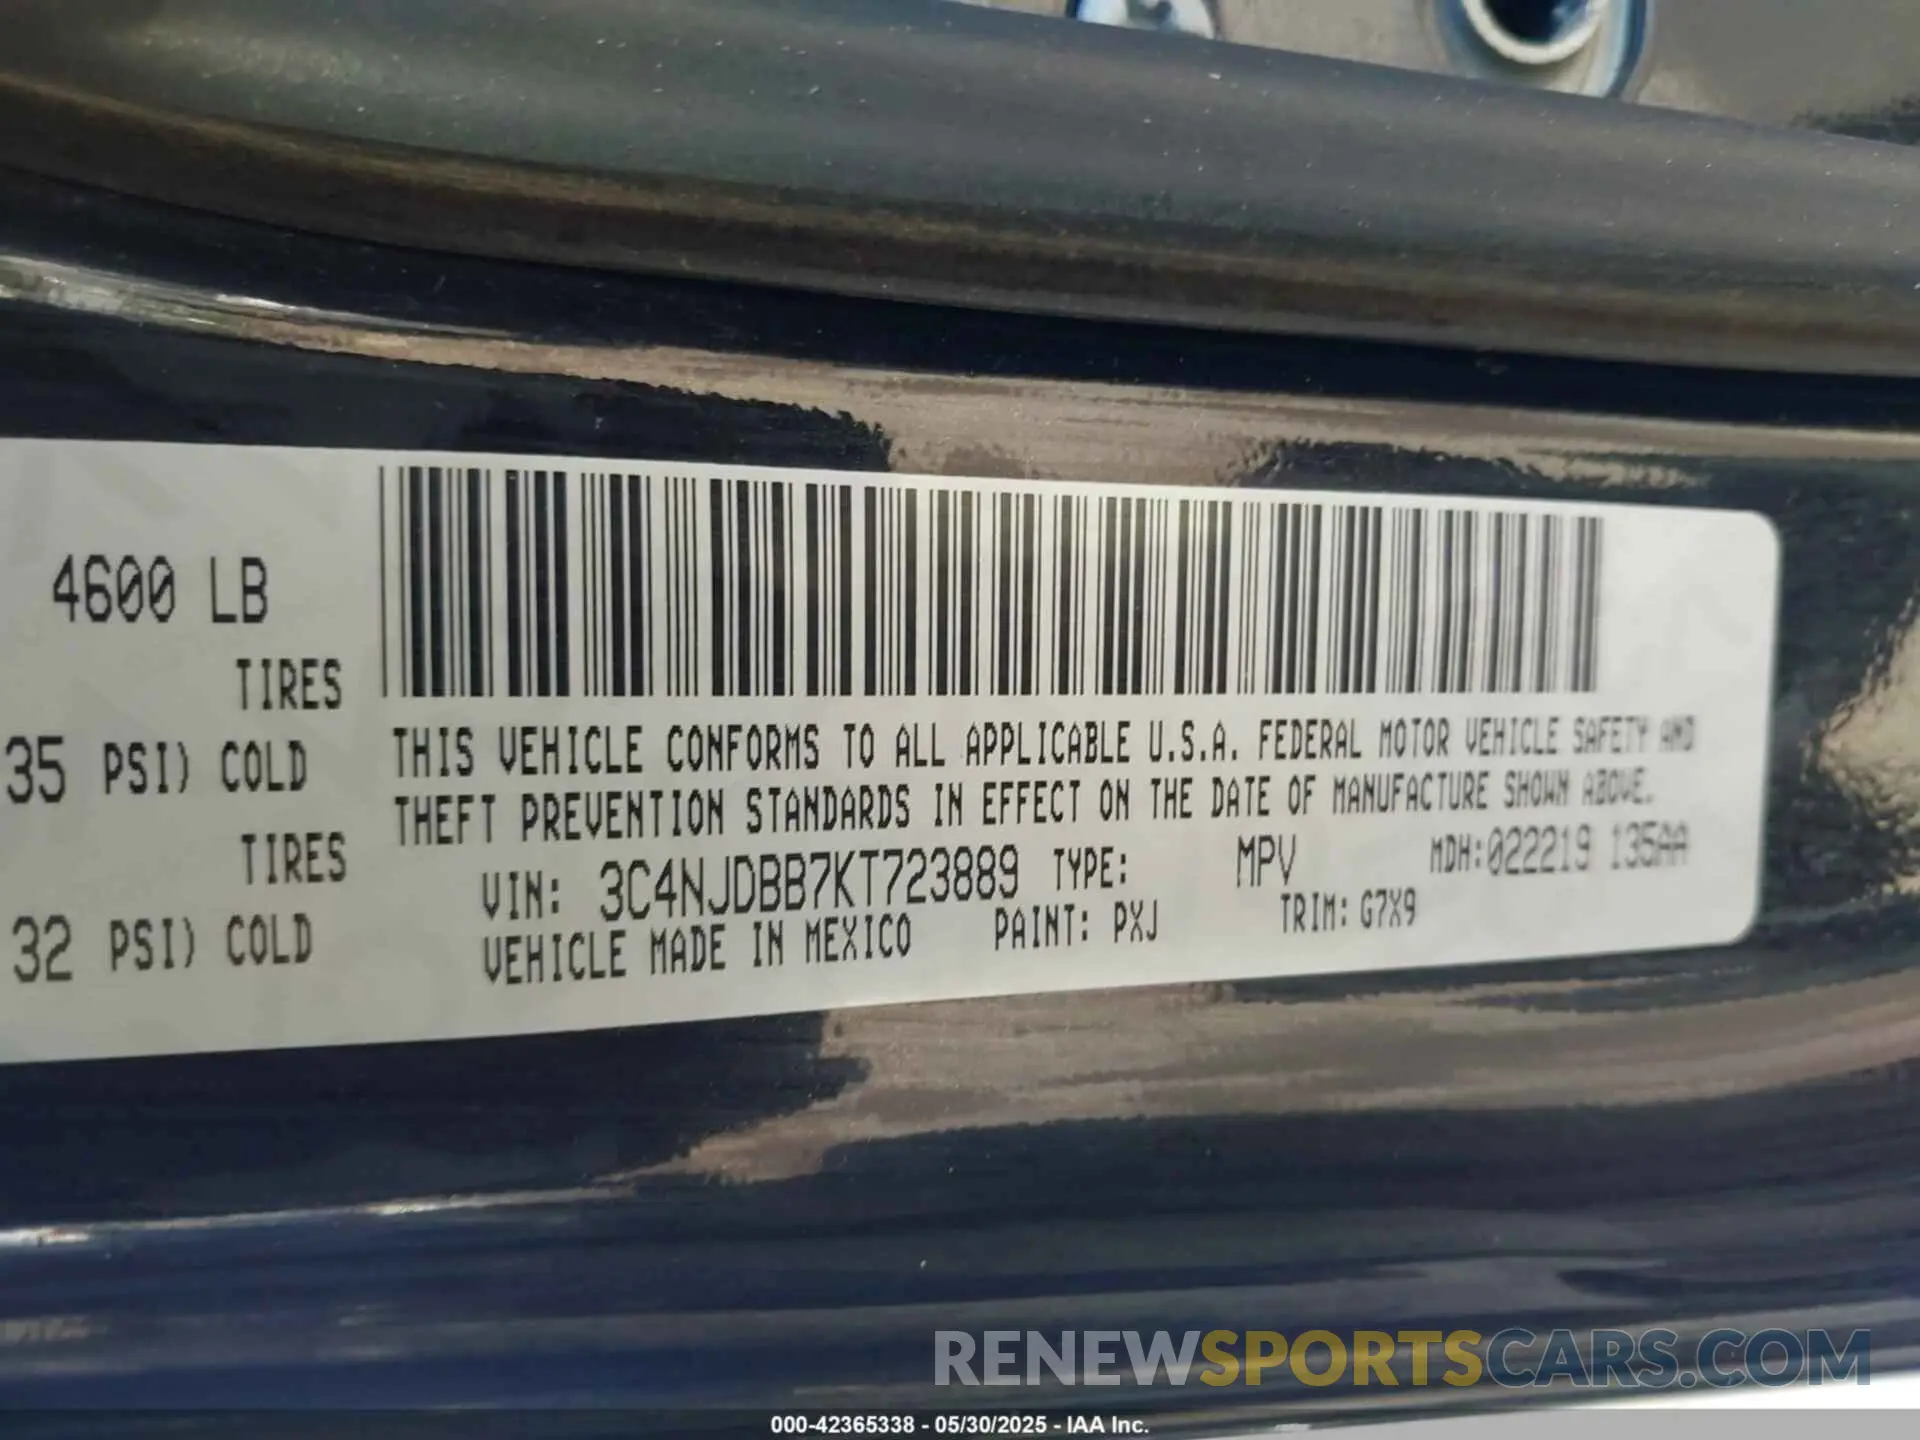 4600 LB
TIRES
35 PSI) COLD
TIRES
32 PSI) COLD
THIS VEHICLE CONFORMS TO ALL APPLICABLE U.S.A. FEDERAL MOTOR VEHICLE SAFETY AND
THEFT PREVENTION STANDARDS IN EFFECT ON THE DATE OF MANUFACTURE SHOWN ABOVE.
VIN: 3C4NJDBB7KT723889 TYPE: MPV MDH:022219 135AA
VEHICLE MADE IN MEXICO PAINT: PXJ TRIM: G7X9
RENEWSPORTSCARS.COM
000-42365338 - 05/30/2025 - IAA Inc.